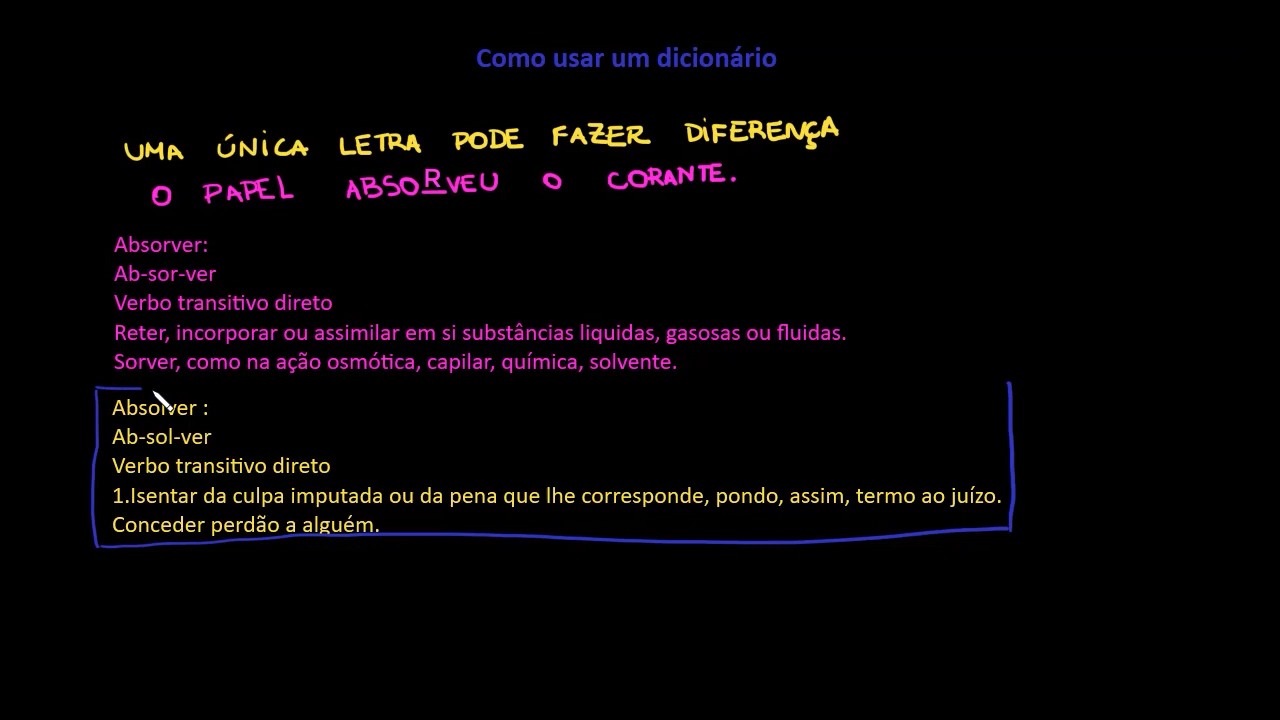 Como usar um dicionário
UMA ÚNICA LETRA PODE FAZER DIFERENÇA
O PAPEL ABSORVEU O CORANTE.
Absorver:
Ab-sor-ver
Verbo transitivo direto
Reter, incorporar ou assimilar em si substâncias liquidas, gasosas ou fluidas.
Sorver, como na ação osmótica, capilar, química, solvente.
Absolver :
Ab-sol-ver
Verbo transitivo direto
1.Isentar da culpa imputada ou da pena que lhe corresponde, pondo, assim, termo ao juízo.
Conceder perdão a alguém.